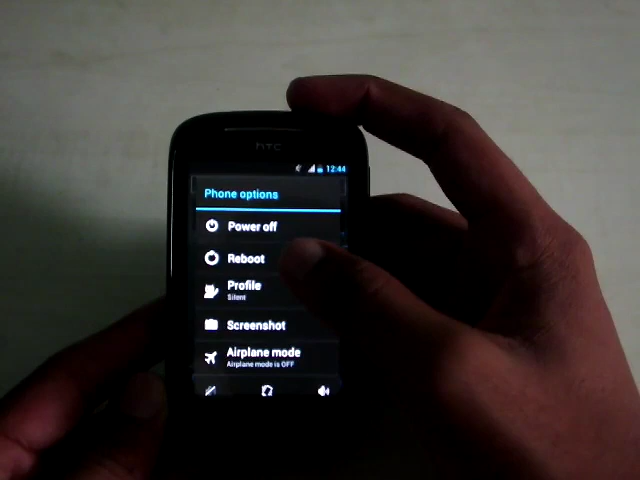 hTC
12:44
Phone options
Power off
Reboot
Profile
Silent
Screenshot
Airplane mode
Airplane mode is OFF